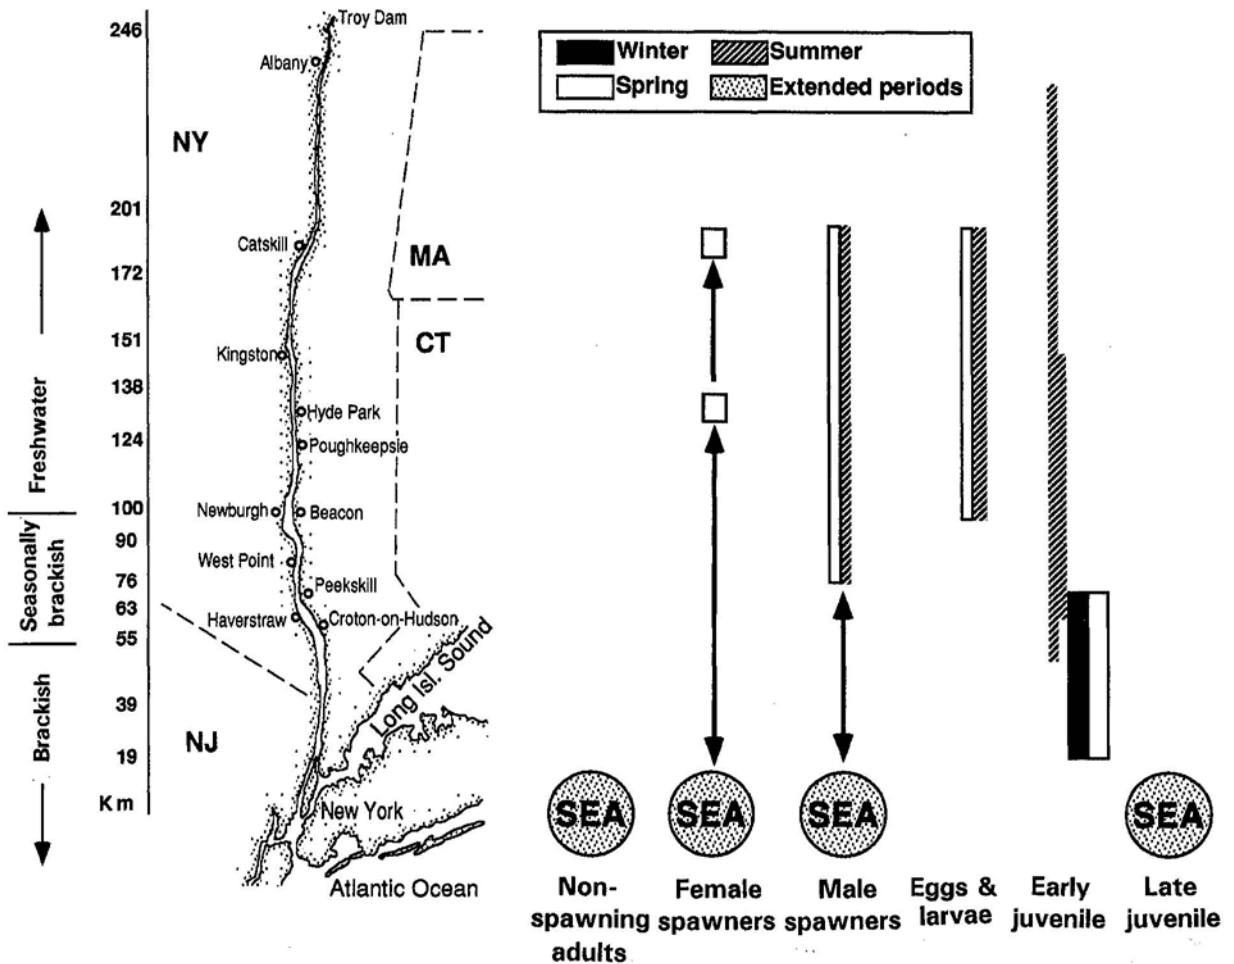 246
Troy Dam
Albany
Winter
Summer
Spring
Extended periods
NY
201
Catskill
MA
172
151
CT
Kingston
138
Hyde Park
124
Poughkeepsie
Freshwater
100
Newburgh
Beacon
90
West Point
Seasonally
brackish
76
Peekskill
63
Haverstraw
Croton-on-Hudson
55
Long Isl. Sound
Brackish
39
NJ
19
Km
New York
SEA
SEA
SEA
SEA
Atlantic Ocean
Non-
spawning
adults
Female
spawners
Male
spawners
Eggs &
larvae
Early
juvenile
Late
juvenile